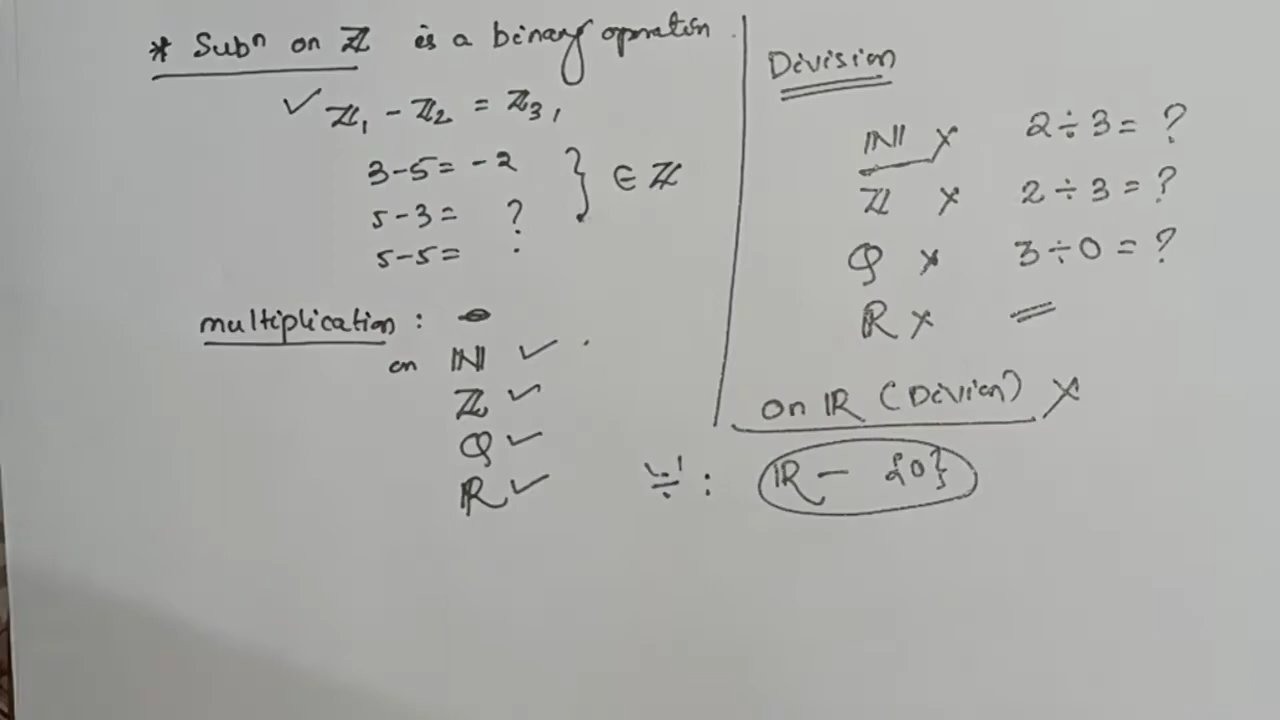 * Subⁿ on ℤ is a binary opration.
✓ ℤ₁ - ℤ₂ = ℤ₃,
3-5 = -2 } ∈ ℤ
5-3 = ?
5-5 =
multiplication :
on ℕ ✓ .
ℤ ✓
Q ✓
R ✓
Division
ℕ × 2÷3 = ?
ℤ × 2÷3 = ?
Q × 3÷0 = ?
R × =
on ℝ (Division) ×
'÷' : ℝ - {0}